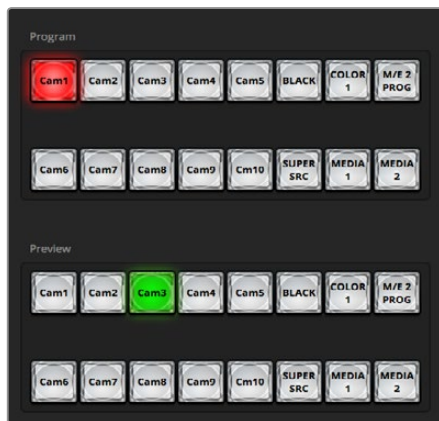 Program
Cam1 Cam2 Cam3 Cam4 Cam5 BLACK COLOR 1 M/E 2 PROG
Cam6 Cam7 Cam8 Cam9 Cm10 SUPER SRC MEDIA 1 MEDIA 2
Preview
Cam1 Cam2 Cam3 Cam4 Cam5 BLACK COLOR 1 M/E 2 PROG
Cam6 Cam7 Cam8 Cam9 Cm10 SUPER SRC MEDIA 1 MEDIA 2